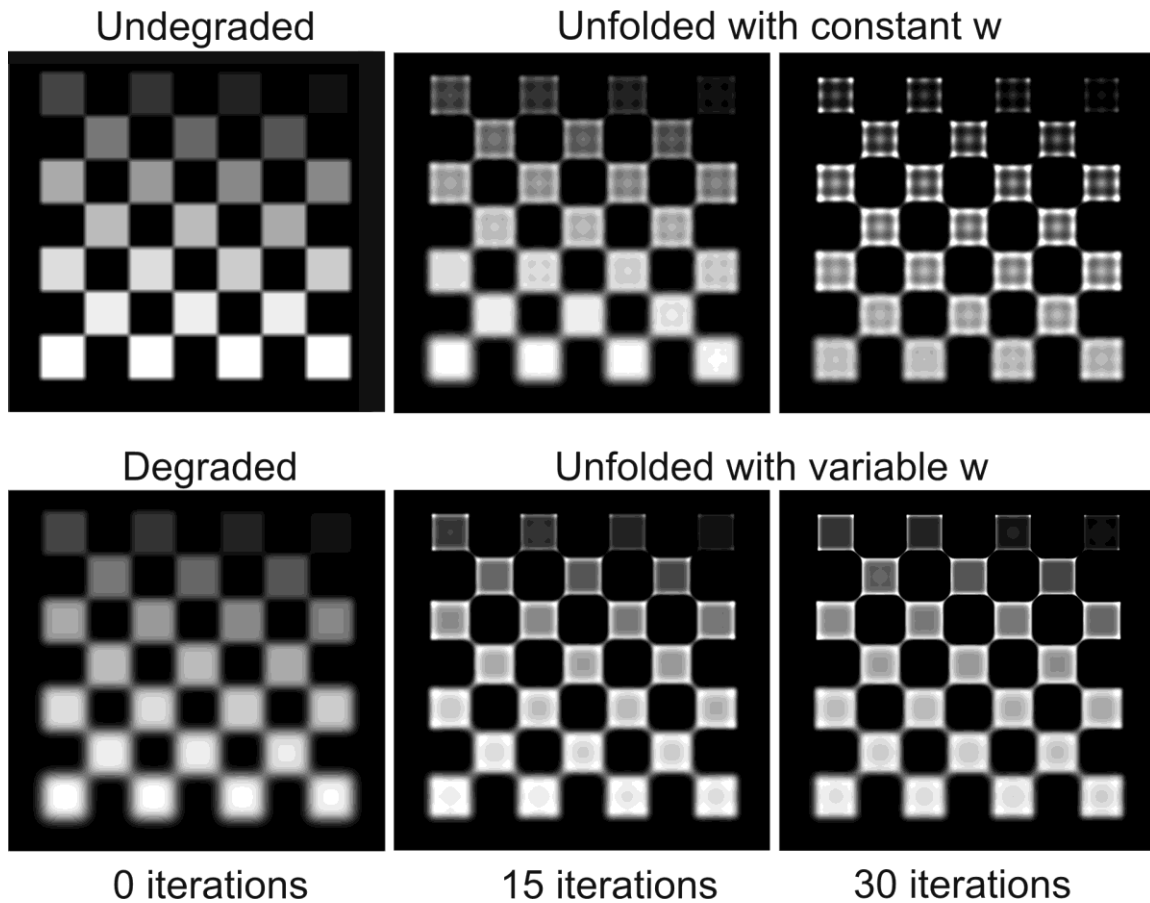 Undegraded
Unfolded with constant w
Degraded
Unfolded with variable w
0 iterations
15 iterations
30 iterations